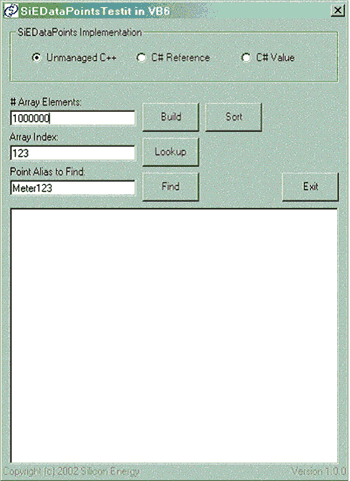 SiEDataPointsTestit in VB6
SiEDataPoints Implementation
Unmanaged C++ C# Reference C# Value
# Array Elements:
1000000 Build Sort
Array Index:
123 Lookup
Point Alias to Find:
Meter123 Find Exit
Copyright (c) 2002 Silicon Energy Version 1.0.0